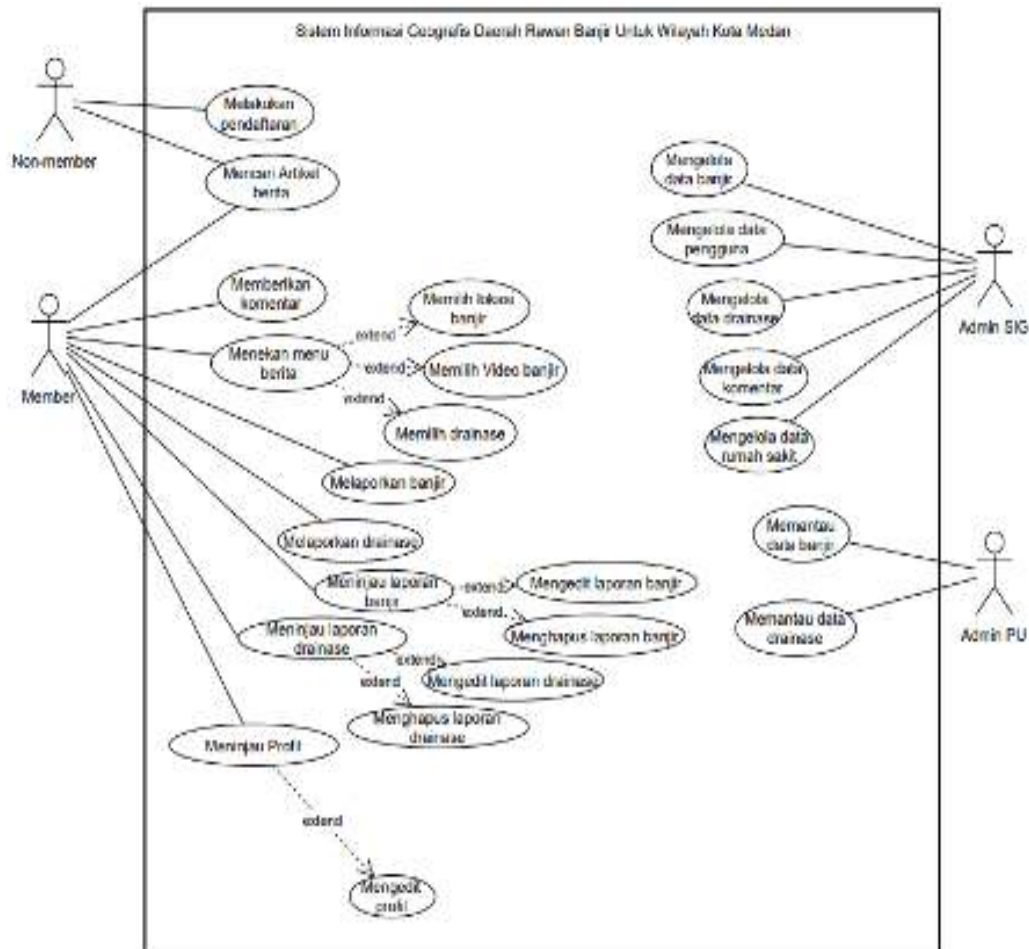 Sistem Informasi Geografis Daerah Rawan Banjir Untuk Wilayah Kota Medan
Non-member
Melakukan
pendaftaran
Mencari Artikel
berita
Member
Memberikan
komentar
Menekan menu
berita
extend
Memilih lokasi
banjir
extend
Memilih Video banjir
extend
Memilih drainase
Melaporkan banjir
Melaporkan drainase
Meninjau laporan
banjir
extend
Mengedit laporan banjir
extend
Menghapus laporan banjir
Meninjau laporan
drainase
extend
Mengedit laporan drainase
extend
Menghapus laporan
drainase
Meninjau Profil
extend
Mengedit
profil
Mengelola
data banjir
Mengelola data
pengguna
Mengelola
data drainase
Mengelola data
komentar
Mengelola data
rumah sakit
Admin SIG
Memantau
data banjir
Memantau data
drainase
Admin PU